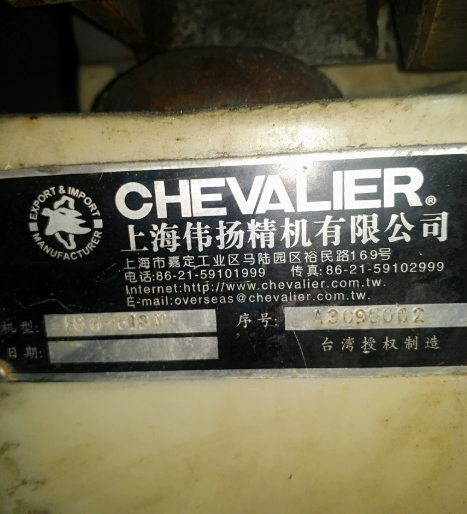 EXPORT & IMPORT
MANUFACTURER
CHEVALIER®
上海伟扬精机有限公司
上海市嘉定工业区马陆园区裕民路169号
电话:86-21-59101999 传真:86-21-59102999
Internet:http://www.chevalier.com.tw.
E-mail:overseas@chevalier.com.tw.
机型:
序号: A3095002
日期:
台湾授权制造